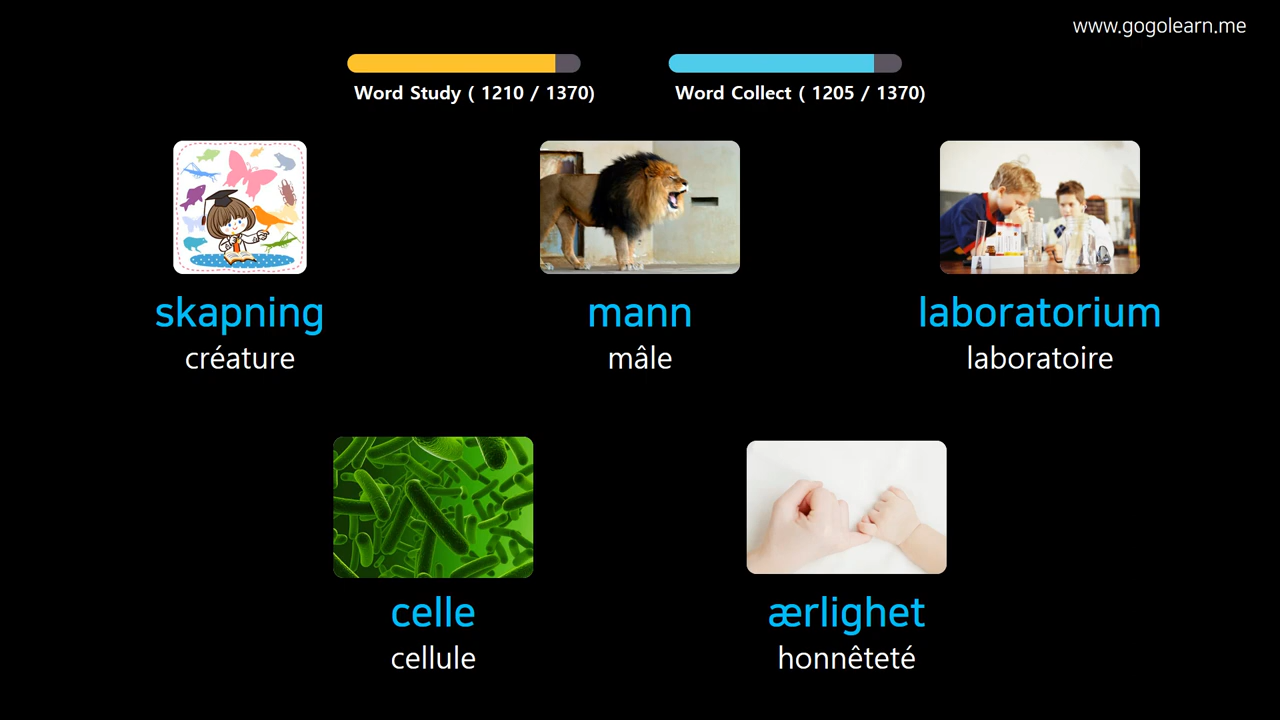 www.gogolearn.me
Word Study ( 1210 / 1370)
Word Collect ( 1205 / 1370)
skapning
créature
mann
mâle
laboratorium
laboratoire
celle
cellule
ærlighet
honnêteté